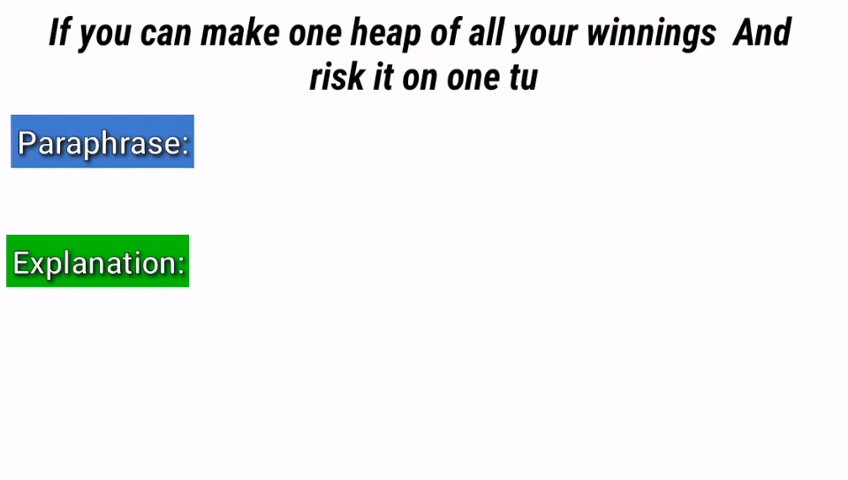 If you can make one heap of all your winnings  And
risk it on one tu
Paraphrase:
Explanation: